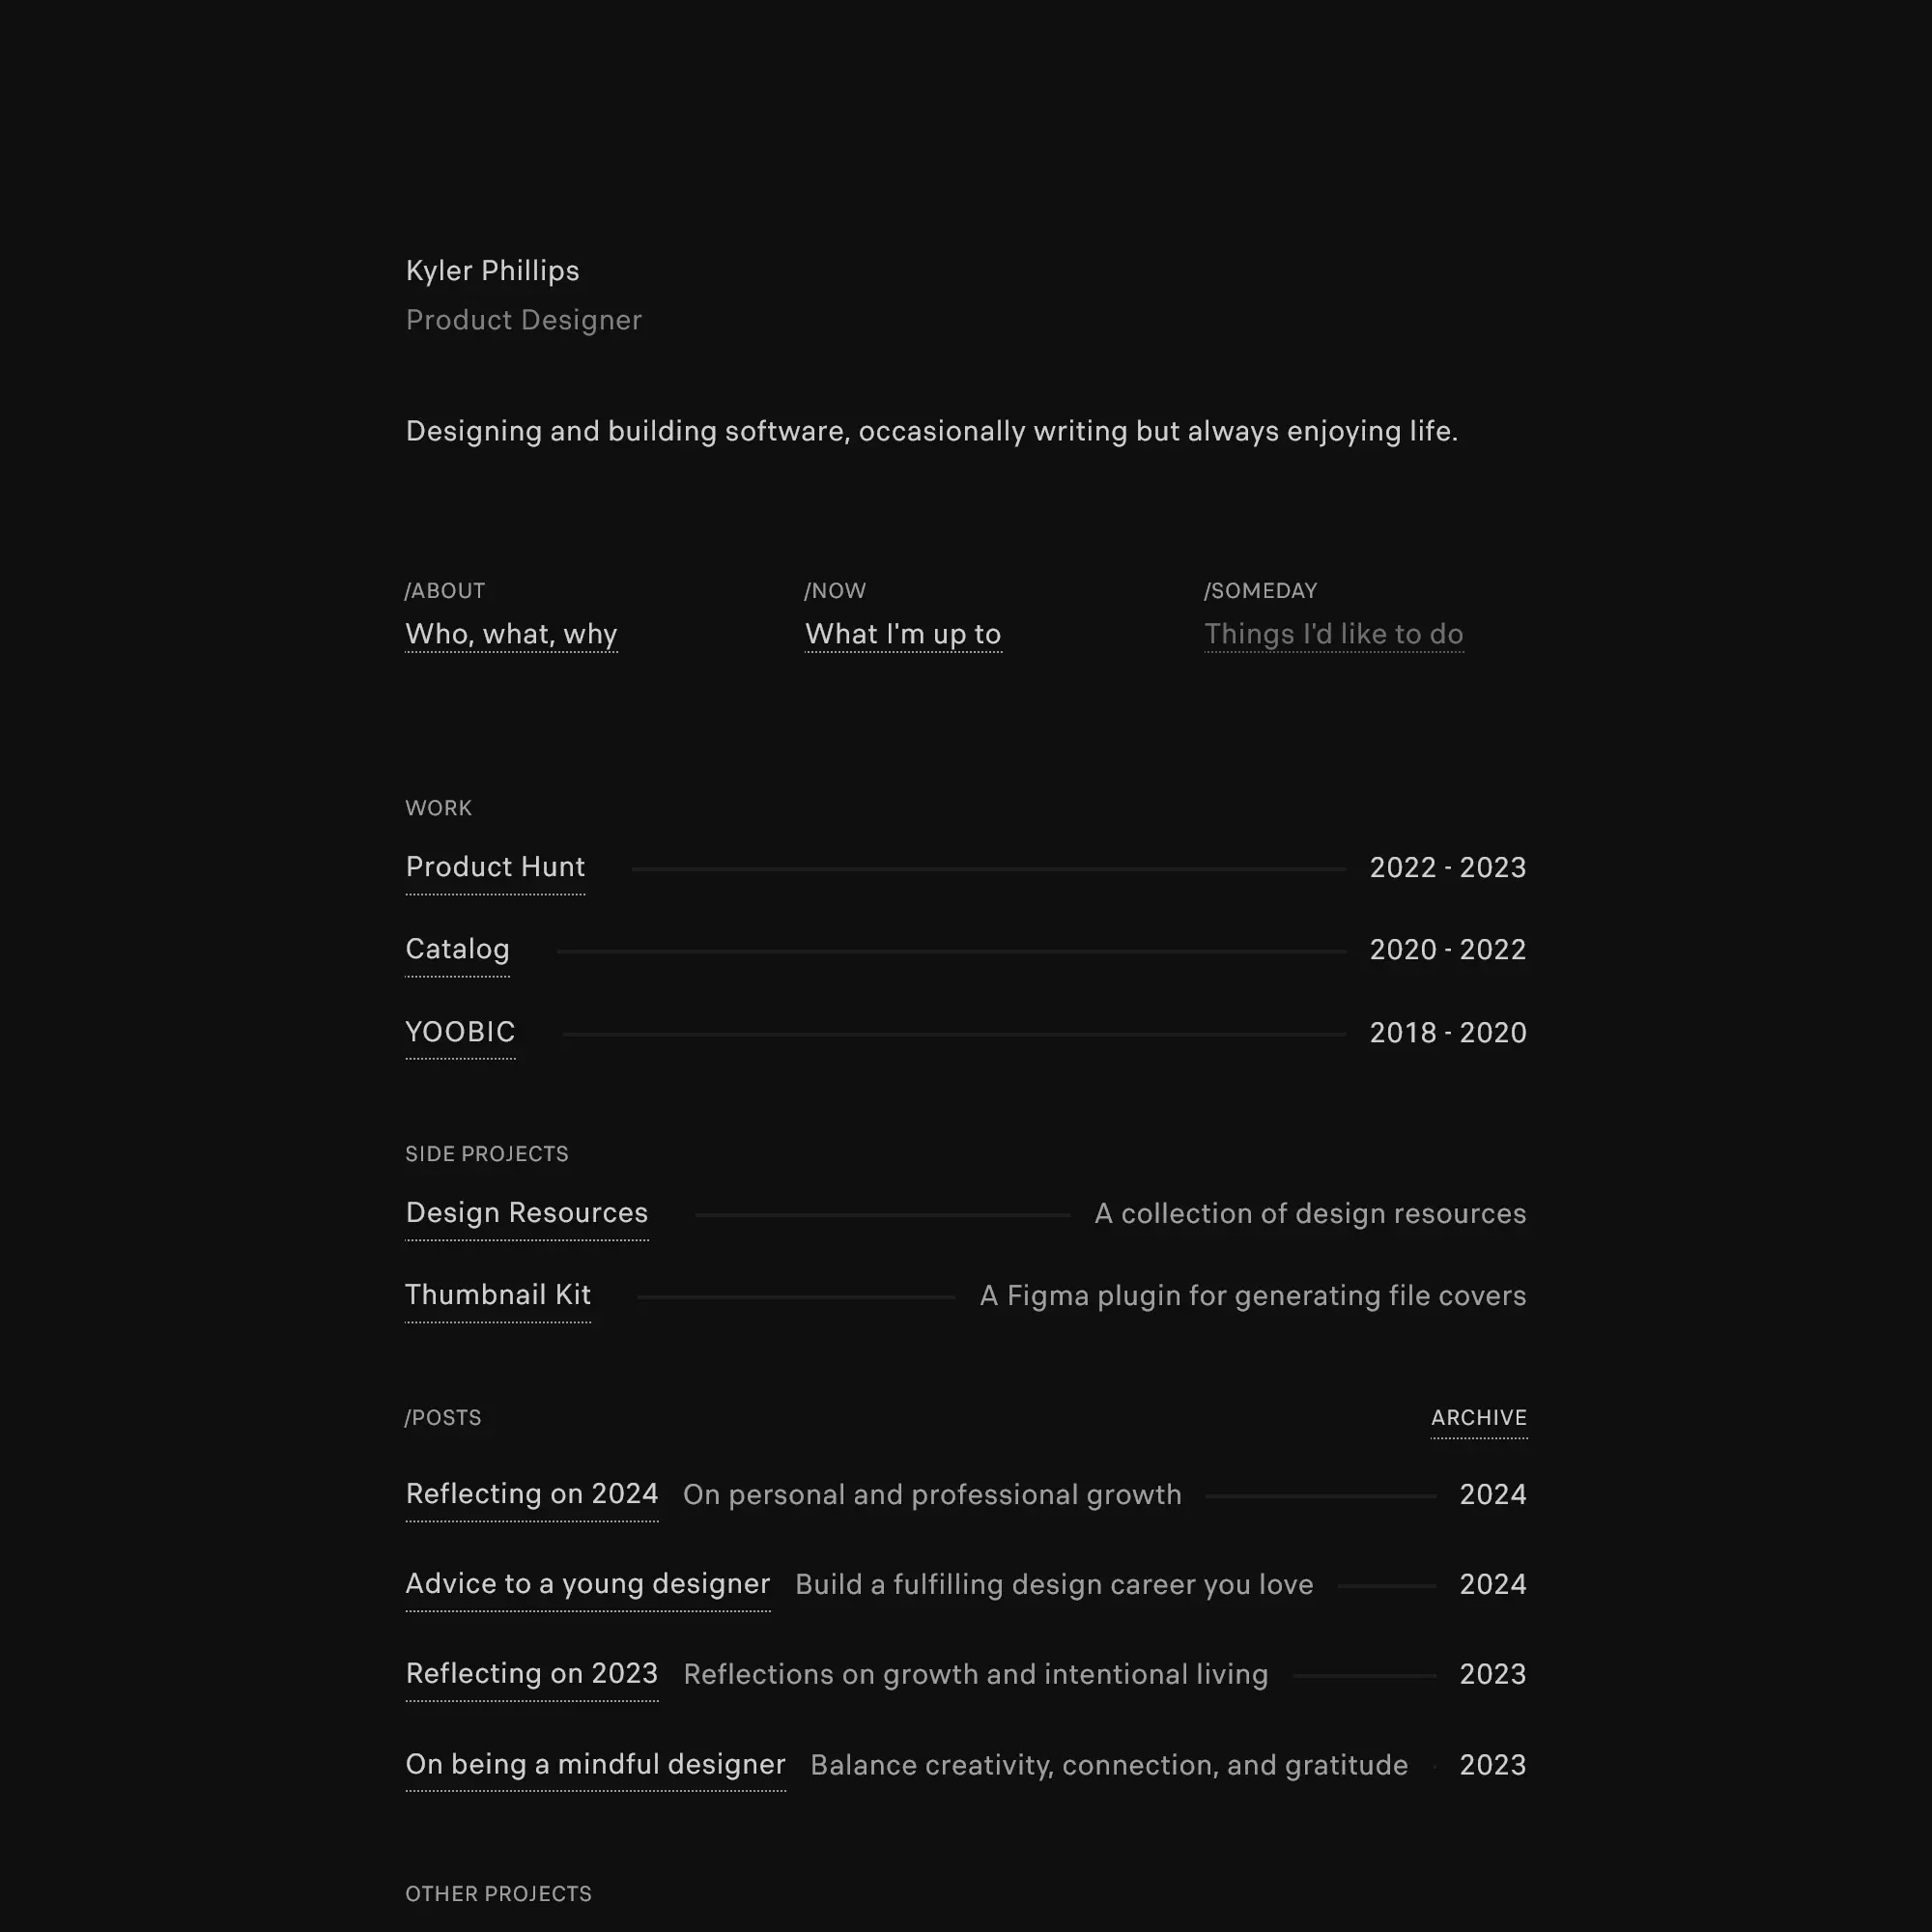 Kyler Phillips
Product Designer
Designing and building software, occasionally writing but always enjoying life.
/ABOUT /NOW /SOMEDAY
Who, what, why What I'm up to Things I'd like to do
WORK
Product Hunt 2022 - 2023
Catalog 2020 - 2022
YOOBIC 2018 - 2020
SIDE PROJECTS
Design Resources A collection of design resources
Thumbnail Kit A Figma plugin for generating file covers
/POSTS ARCHIVE
Reflecting on 2024 On personal and professional growth 2024
Advice to a young designer Build a fulfilling design career you love 2024
Reflecting on 2023 Reflections on growth and intentional living 2023
On being a mindful designer Balance creativity, connection, and gratitude 2023
OTHER PROJECTS